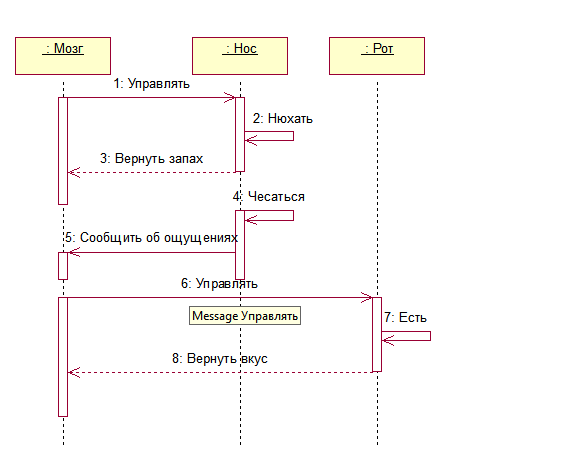 : Мозг
: Нос
: Рот
1: Управлять
2: Нюхать
3: Вернуть запах
4: Чесаться
5: Сообщить об ощущениях
6: Управлять
Message Управлять
7: Есть
8: Вернуть вкус